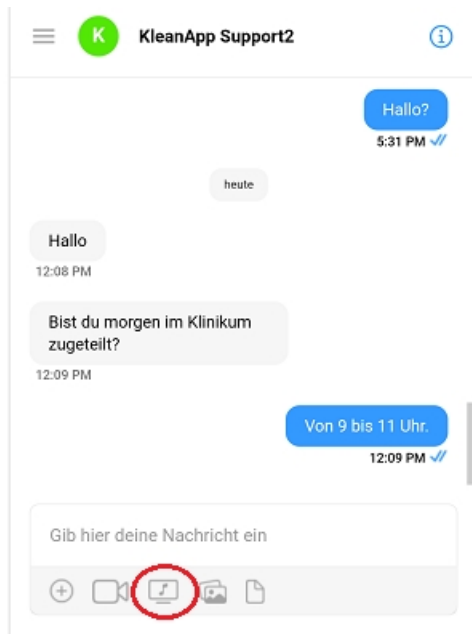 K KleanApp Support2
Hallo?
5:31 PM
heute
Hallo
12:08 PM
Bist du morgen im Klinikum
zugeteilt?
12:09 PM
Von 9 bis 11 Uhr.
12:09 PM
Gib hier deine Nachricht ein